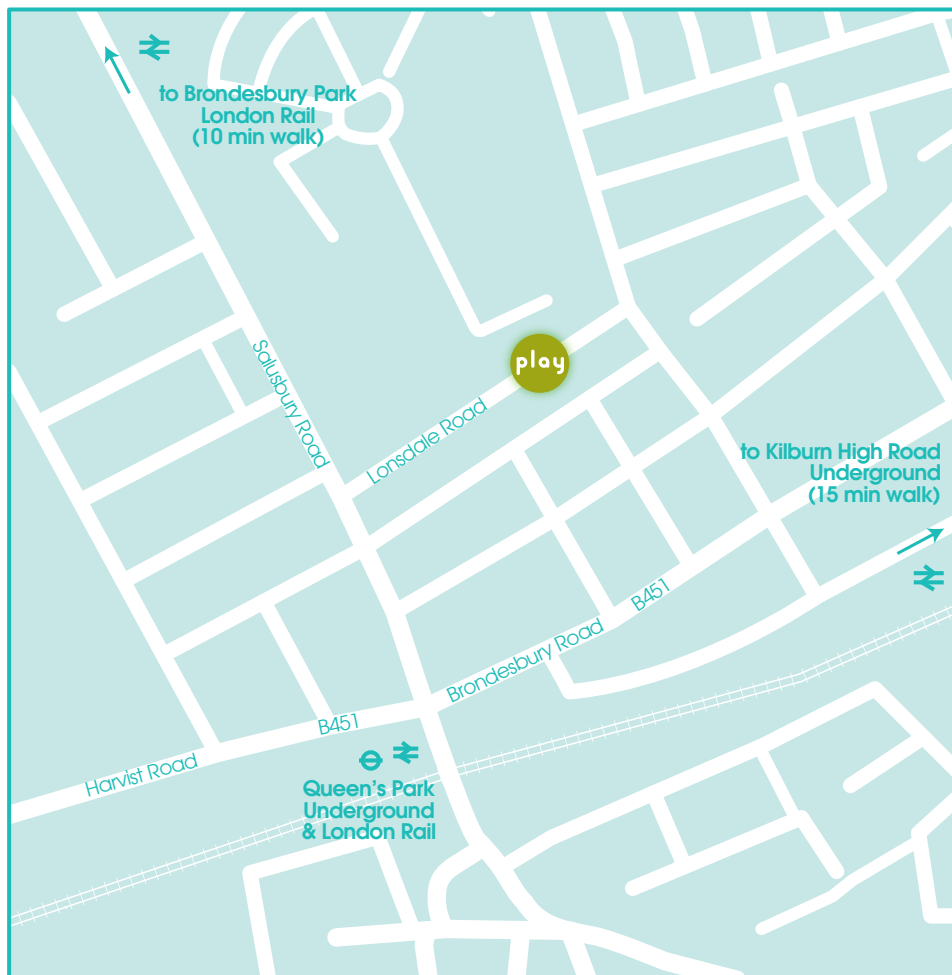 to Brondesbury Park
London Rail
(10 min walk)
Salusbury Road
play
Lonsdale Road
to Kilburn High Road
Underground
(15 min walk)
B451
Brondesbury Road
B451
Harvist Road
Queen's Park
Underground
& London Rail